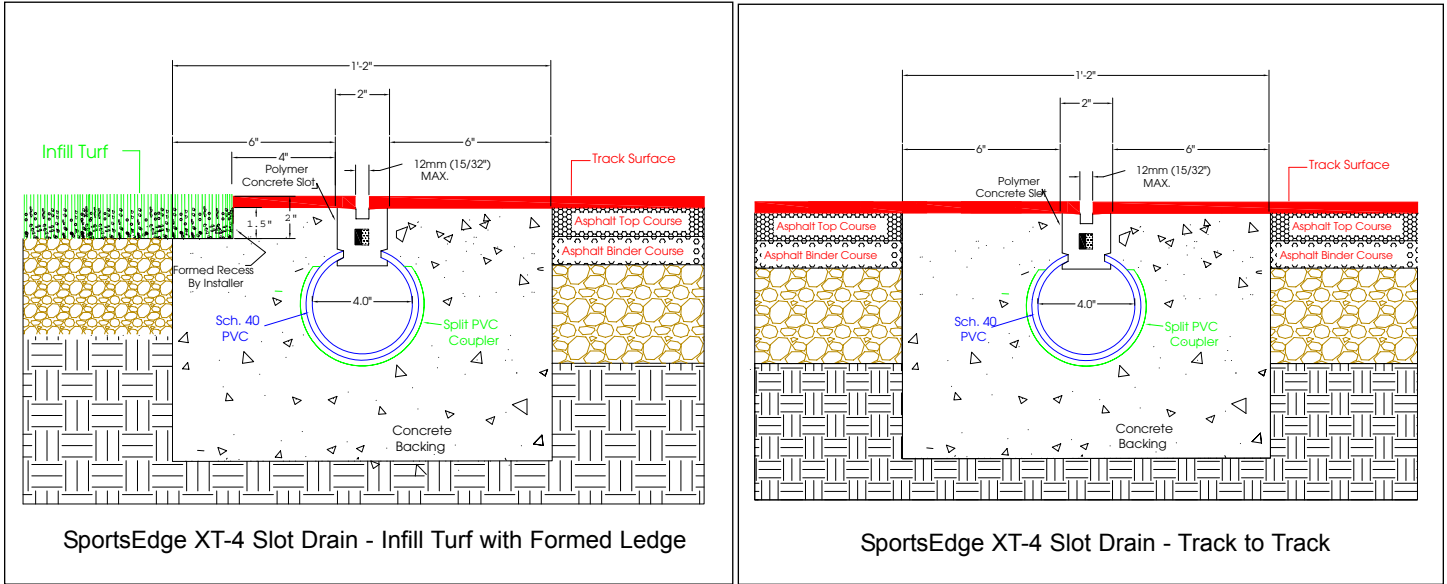 1'-2"
2"
6"
6"
4"
Infill Turf
Polymer
Concrete Slot
12mm (15/32")
MAX.
Track Surface
1.5"
2"
Asphalt Top Course
Asphalt Binder Course
Formed Recess
By Installer
4.0"
Sch. 40
PVC
Split PVC
Coupler
Concrete
Backing
SportsEdge XT-4 Slot Drain - Infill Turf with Formed Ledge
1'-2"
2"
6"
6"
Polymer
Concrete Slot
12mm (15/32")
MAX.
Track Surface
Asphalt Top Course
Asphalt Top Course
Asphalt Binder Course
Asphalt Binder Course
4.0"
Sch. 40
PVC
Split PVC
Coupler
Concrete
Backing
SportsEdge XT-4 Slot Drain - Track to Track